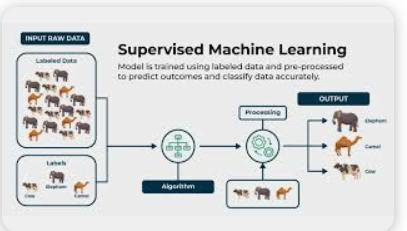 INPUT RAW DATA
Labeled Data
Supervised Machine Learning
Model is trained using labeled data and pre-processed
to predict outcomes and classify data accurately.
OUTPUT
Processing
Elephant
Camel
Cow
Labels
Elephant
Cow
Camel
Algorithm